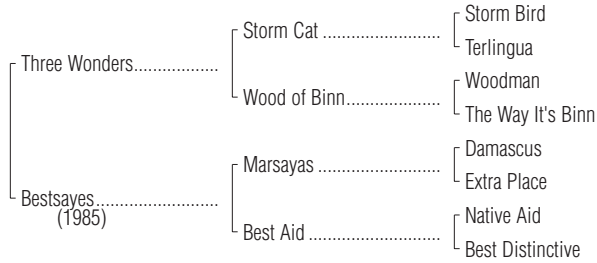 Storm Bird
Storm Cat ........................
Terlingua
Three Wonders.................
Woodman
Wood of Binn...................
The Way It's Binn
Damascus
Marsayas ........................
Extra Place
Bestsayes.........................
(1985)
Native Aid
Best Aid ...........................
Best Distinctive